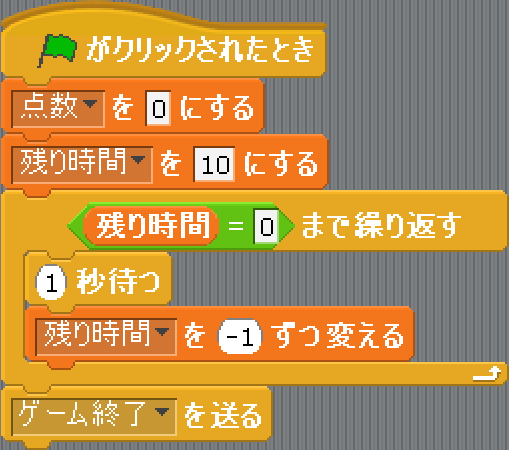 がクリックされたとき
点数 を 0 にする
残り時間 を 10 にする
残り時間 = 0 まで繰り返す
1 秒待つ
残り時間 を -1 ずつ変える
ゲーム終了 を送る